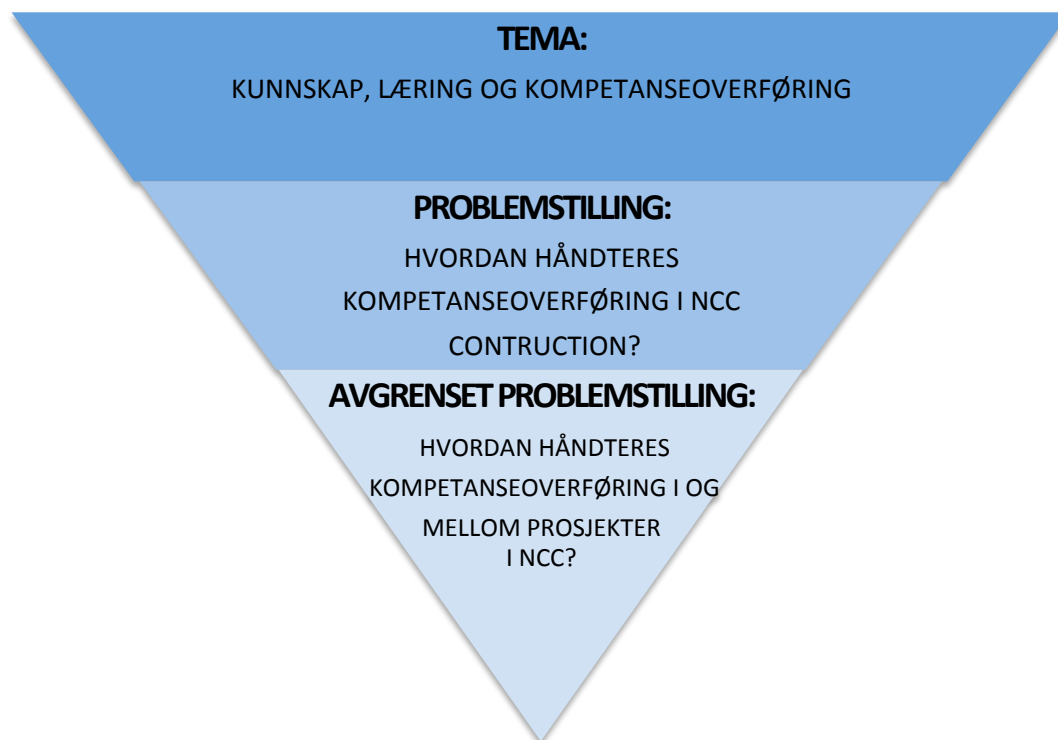 TEMA:
KUNNSKAP, LÆRING OG KOMPETANSEOVERFØRING
PROBLEMSTILLING:
HVORDAN HÅNDTERES
KOMPETANSEOVERFØRING I NCC
CONTRUCTION?
AVGRENSET PROBLEMSTILLING:
HVORDAN HÅNDTERES
KOMPETANSEOVERFØRING I OG
MELLOM PROSJEKTER
I NCC?